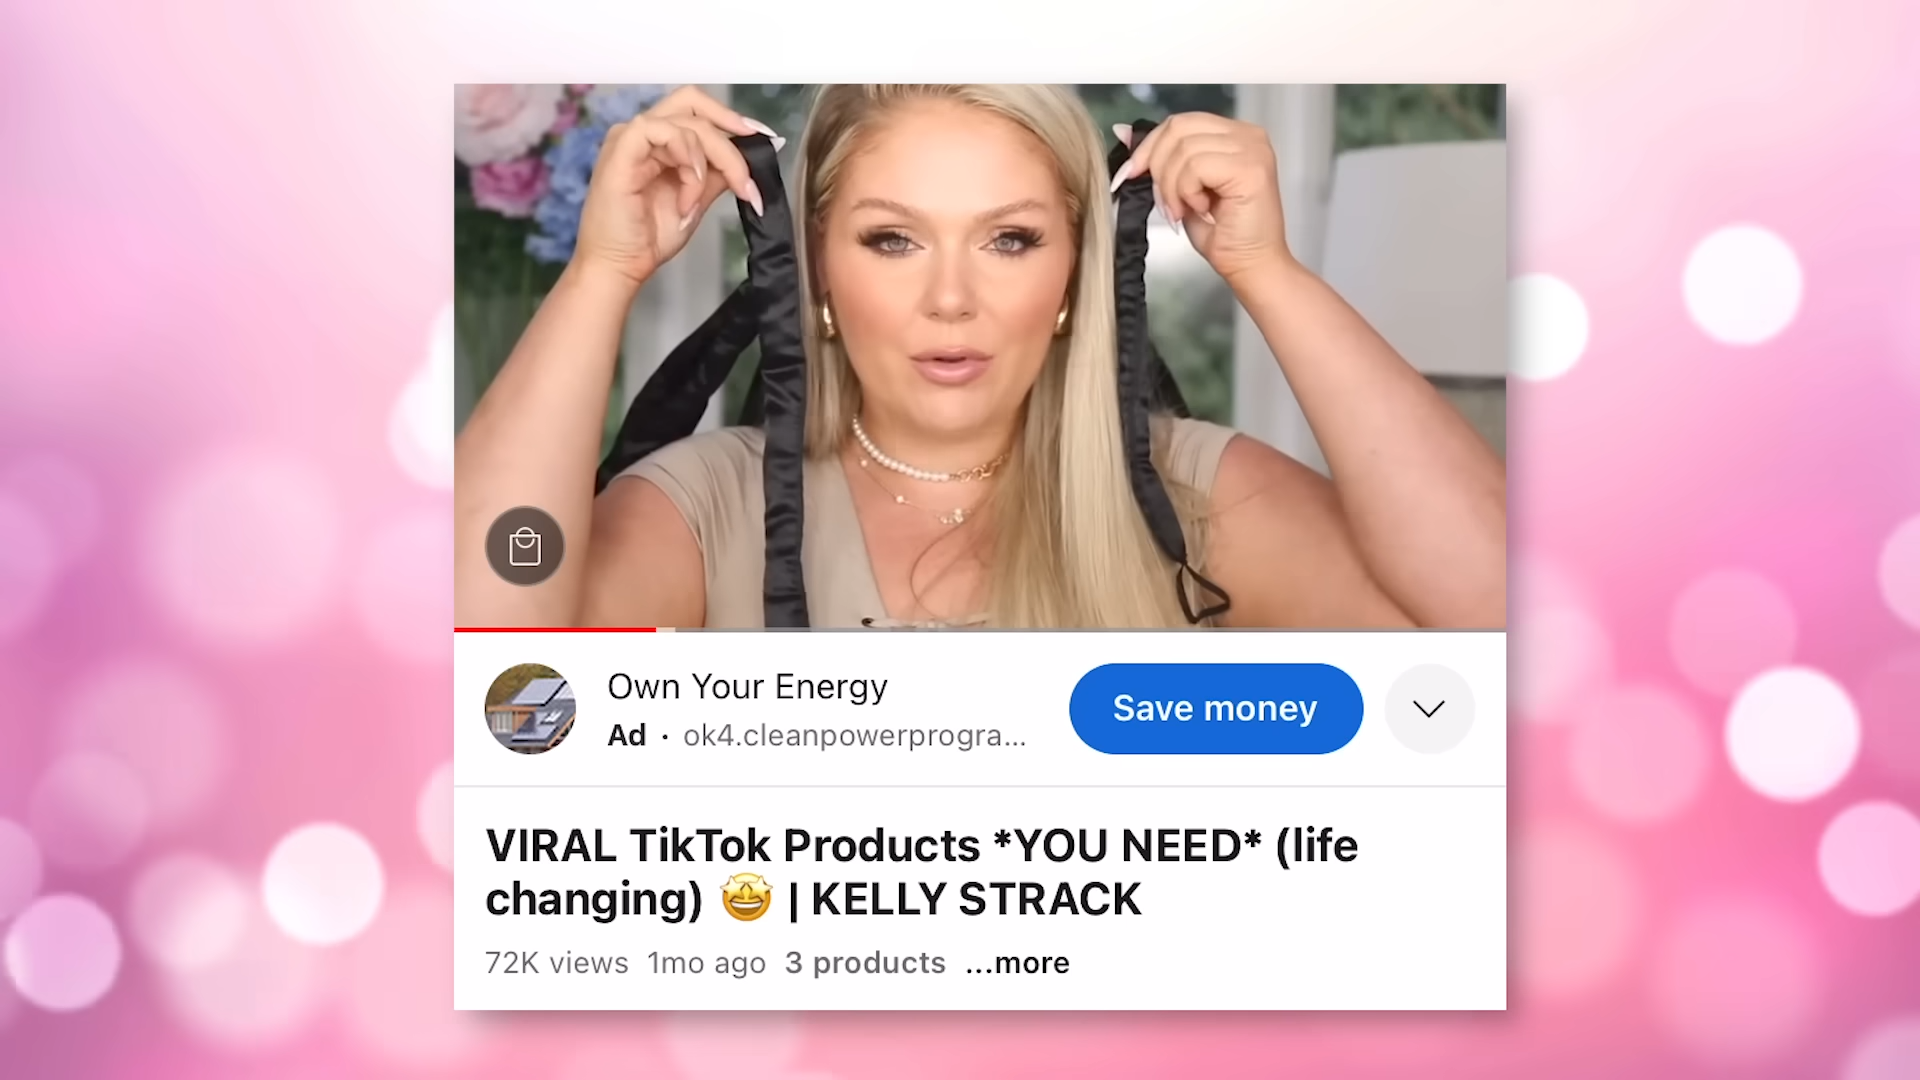 Own Your Energy
Ad · ok4.cleanpowerprogra...
Save money
VIRAL TikTok Products *YOU NEED* (life
changing) 🤩 | KELLY STRACK
72K views 1mo ago 3 products ...more